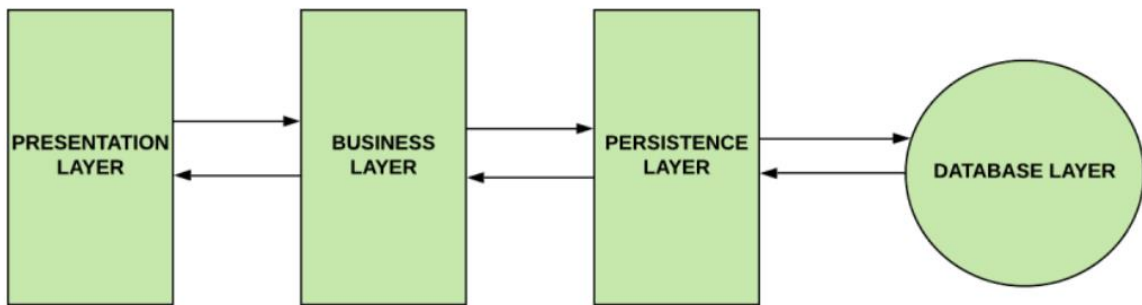 PRESENTATION
LAYER
BUSINESS
LAYER
PERSISTENCE
LAYER
DATABASE LAYER